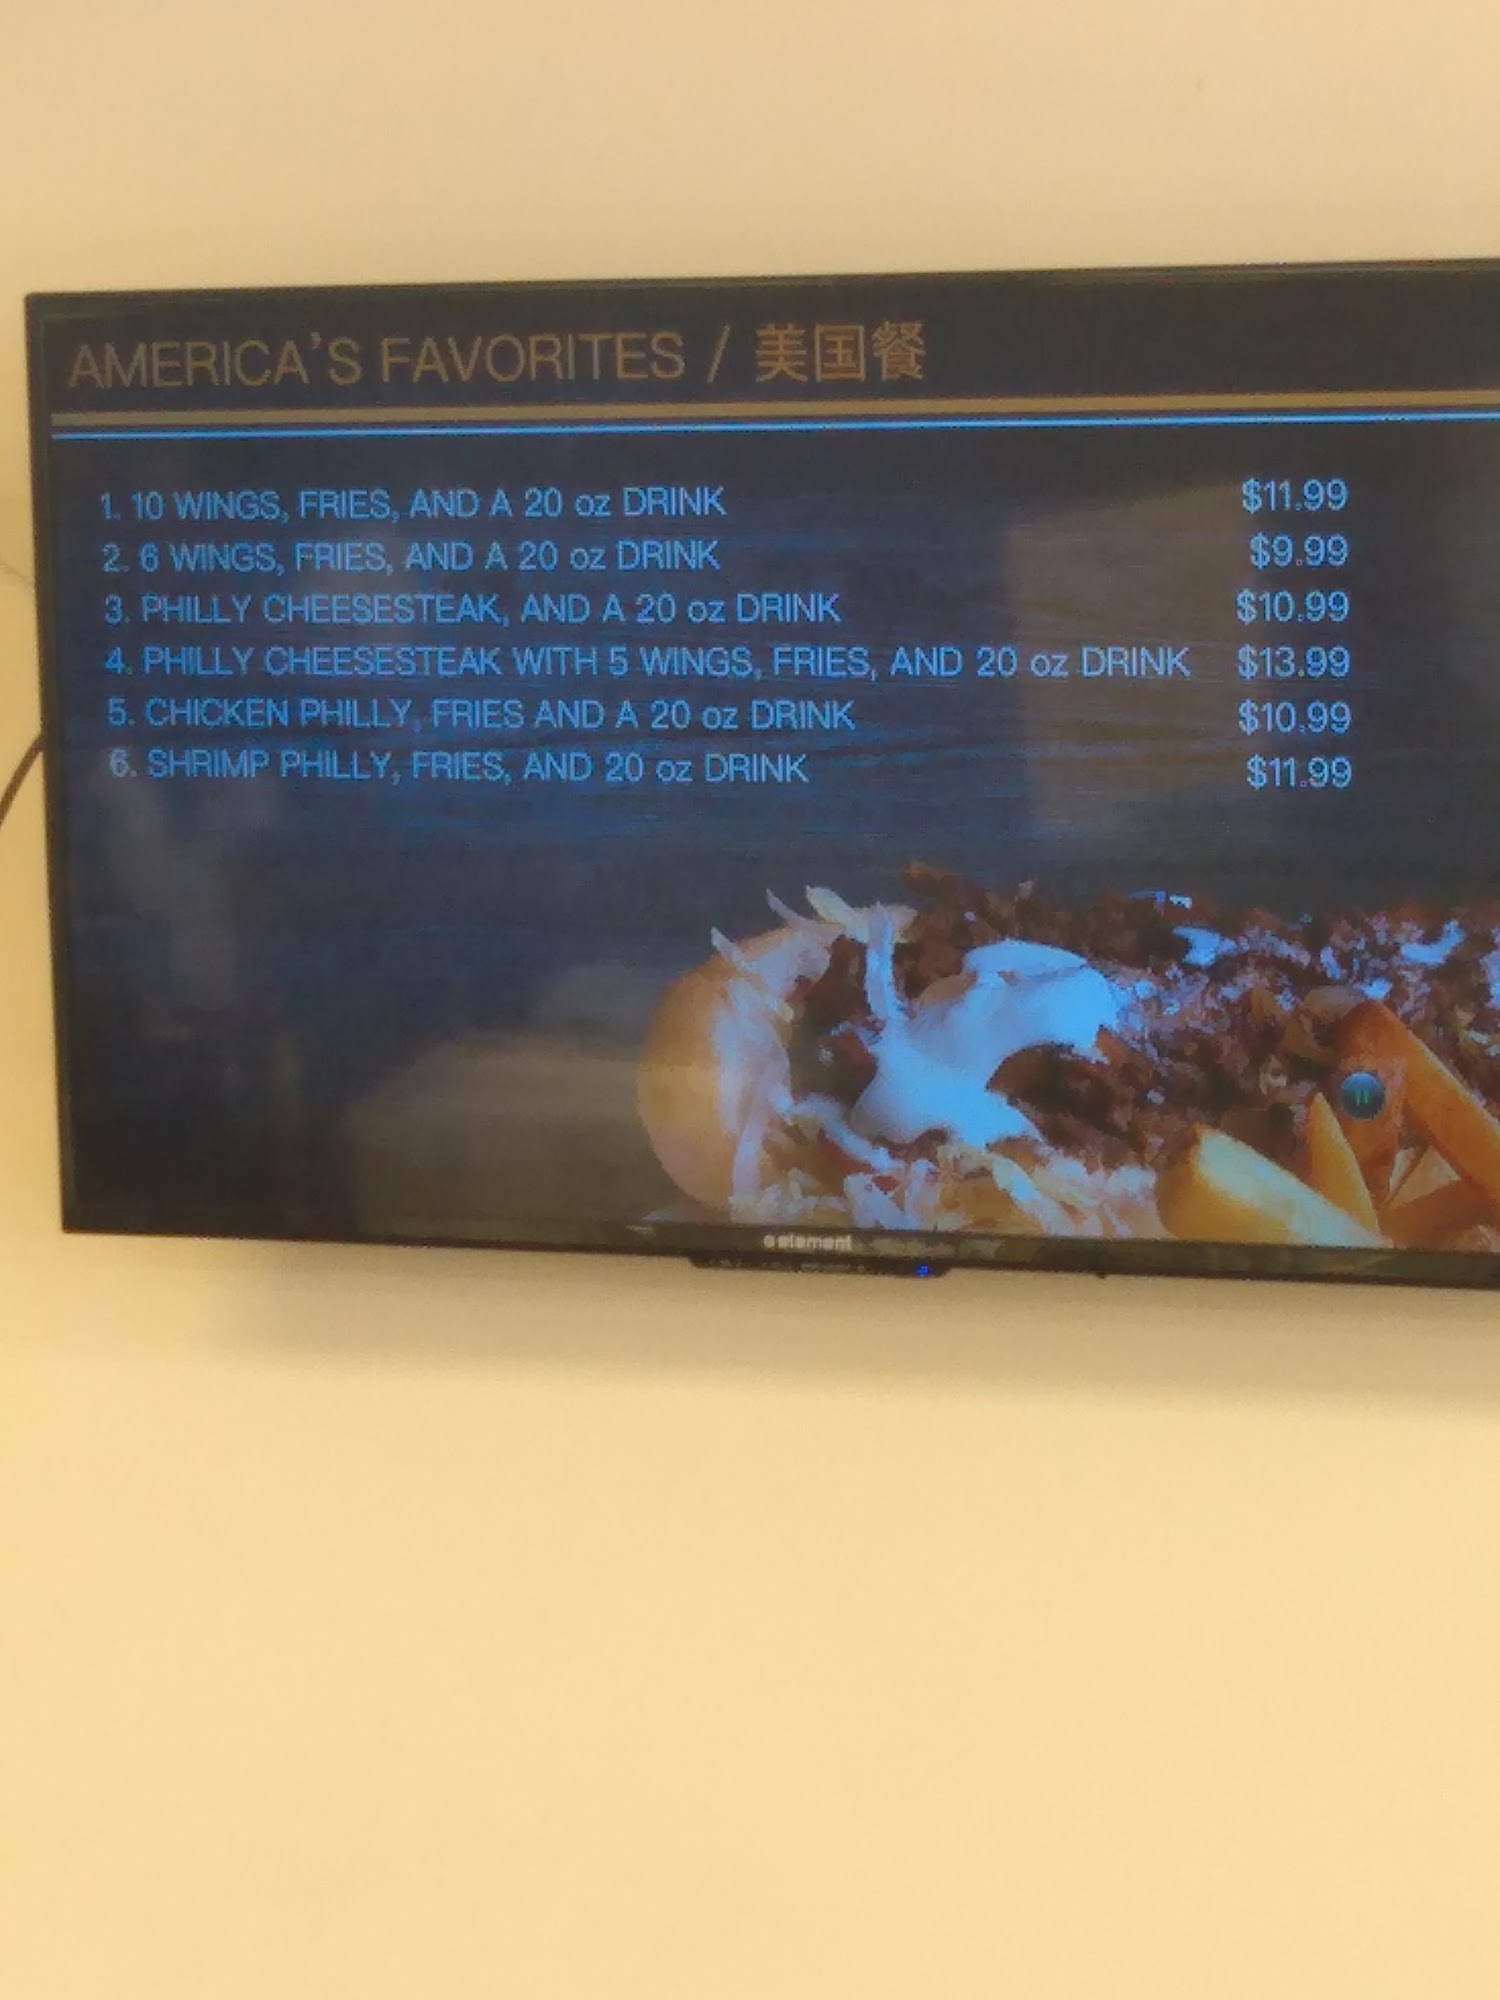 AMERICA'S FAVORITES / 美国餐
1. 10 WINGS, FRIES, AND A 20 oz DRINK $11.99
2. 6 WINGS, FRIES, AND A 20 oz DRINK $9.99
3. PHILLY CHEESESTEAK, AND A 20 oz DRINK $10.99
4. PHILLY CHEESESTEAK WITH 5 WINGS, FRIES, AND 20 oz DRINK $13.99
5. CHICKEN PHILLY, FRIES AND A 20 oz DRINK $10.99
6. SHRIMP PHILLY, FRIES, AND 20 oz DRINK $11.99
element